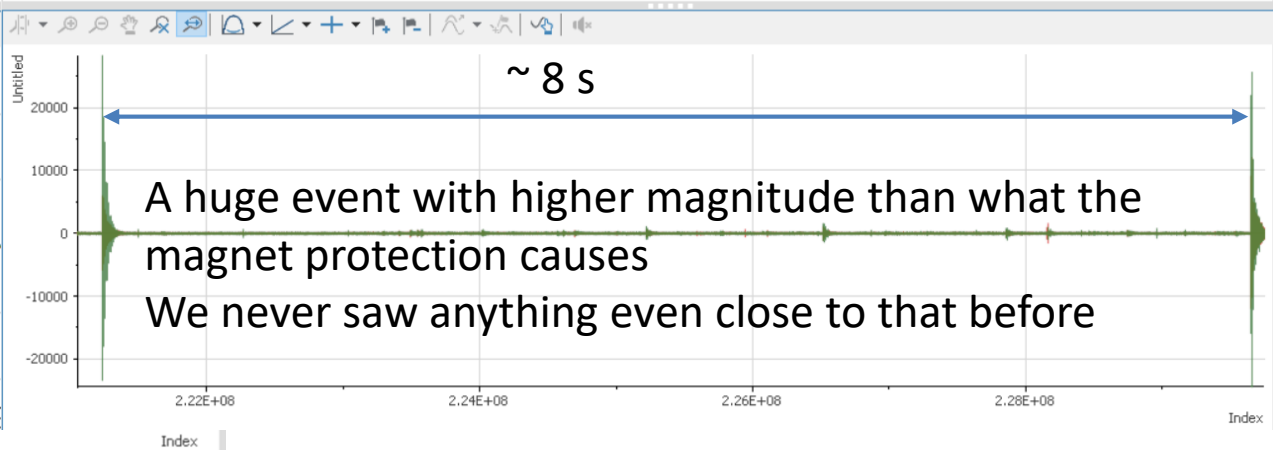 Untitled
~ 8 s
20000
10000
A huge event with higher magnitude than what the
0
magnet protection causes
-10000
We never saw anything even close to that before
-20000
2.22E+08 2.24E+08 2.26E+08 2.28E+08
Index
Index